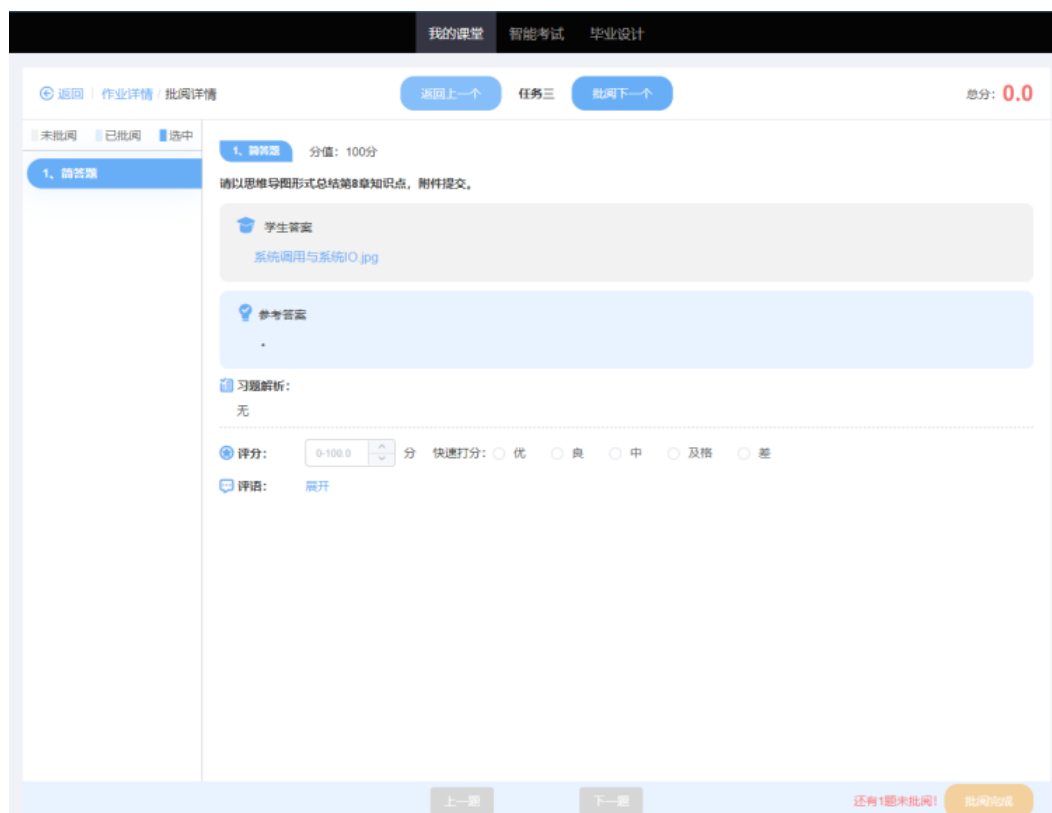 我的课堂 智能考试 毕业设计
返回 作业详情 / 批阅详情 返回上一个 任务三 批阅下一个 总分: 0.0
未批阅 已批阅 选中
1、简答题
1、简答题 分值: 100分
请以思维导图形式总结第8章知识点, 附件提交。
学生答案
系统调用与系统IO.jpg
参考答案
.
习题解析:
无
评分: 0-100.0 分 快速打分: 优 良 中 及格 差
评语: 展开
上一题 下一题 还有1题未批阅! 批阅完成